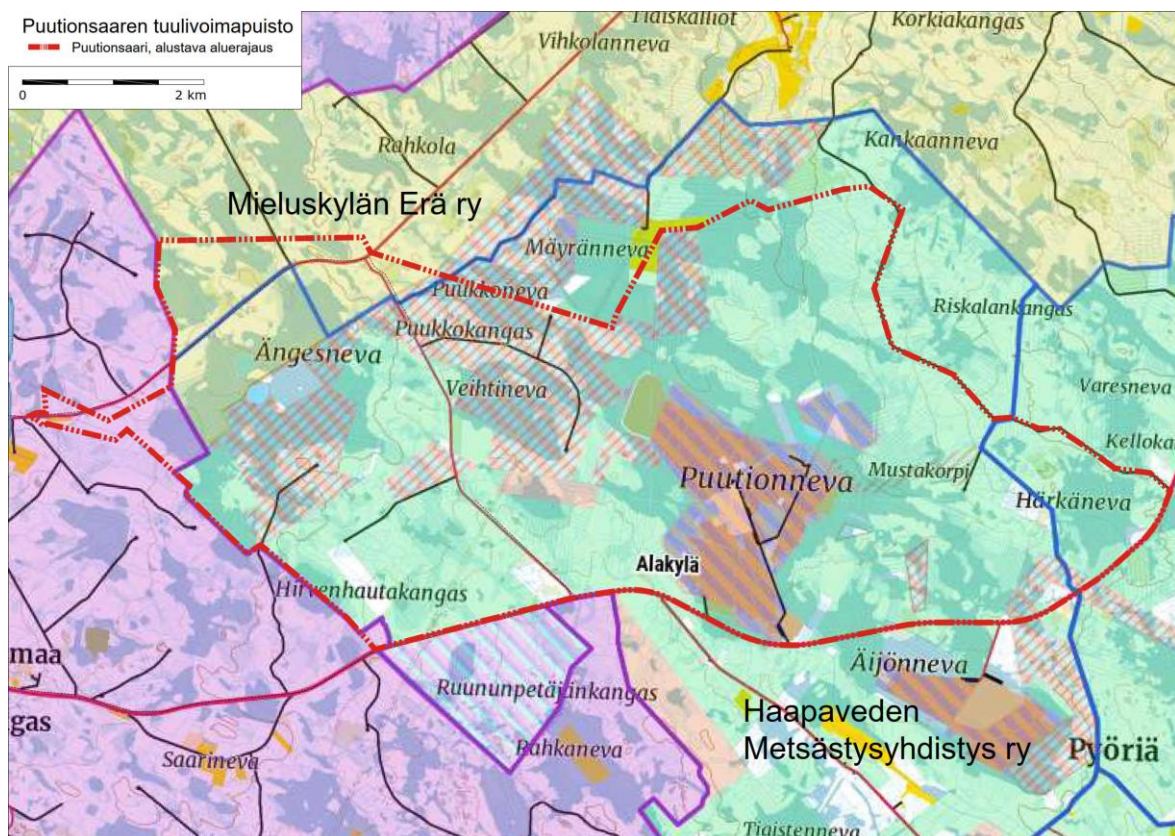 Puutionsaaren tuulivoimapuisto
Puutionsaari, alustava aluerajaus
0 2 km
Tiaiskalliot
Korkiakangas
Vihkolanneva
Rahkola
Kankaanneva
Mieluskylän Erä ry
Mäyränneva
Puukkoneva
Riskalankangas
Puukkokangas
Ängesneva
Veihtineva
Varesneva
Kelloka
Puutionneva
Mustakorpi
Härkäneva
Alakylä
Hirvenhautakangas
maa
Äijönneva
Ruununpetäjänkangas
gas
Haapaveden
Metsästysyhdistys ry
Pyöriä
Saarineva
Rahkaneva
Tiaistenneva